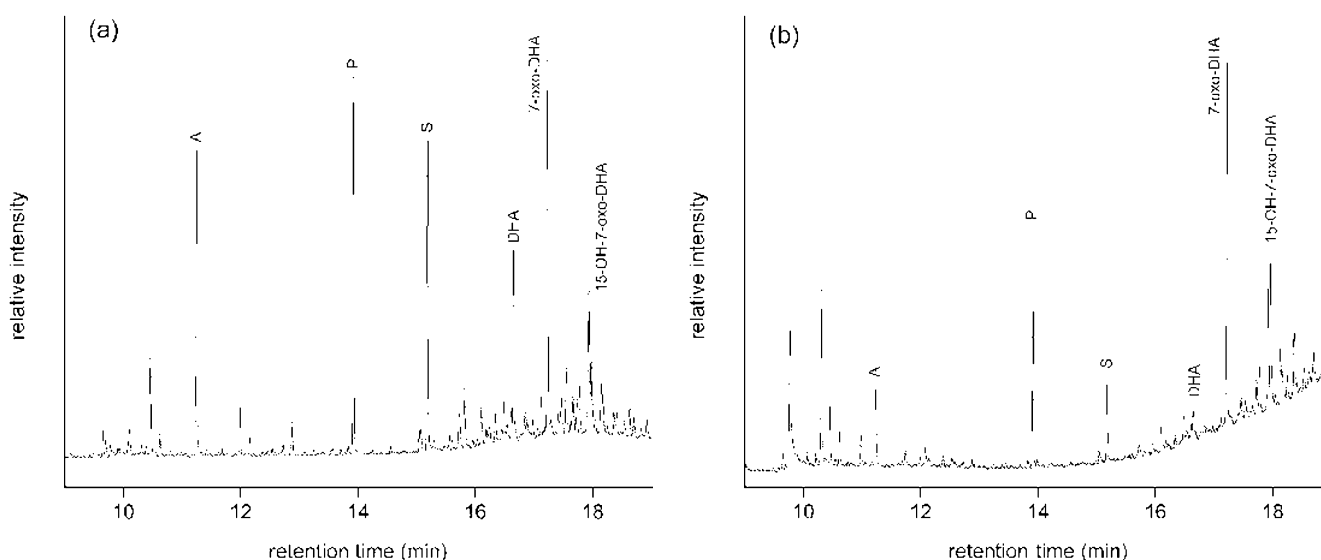 (a)
A
P
S
DHA
7-oxo-DHA
15-OH-7-oxo-DHA
relative intensity
10 12 14 16 18
retention time (min)
(b)
A
P
S
DHA
7-oxo-DHA
15-OH-7-oxo-DHA
relative intensity
10 12 14 16 18
retention time (min)